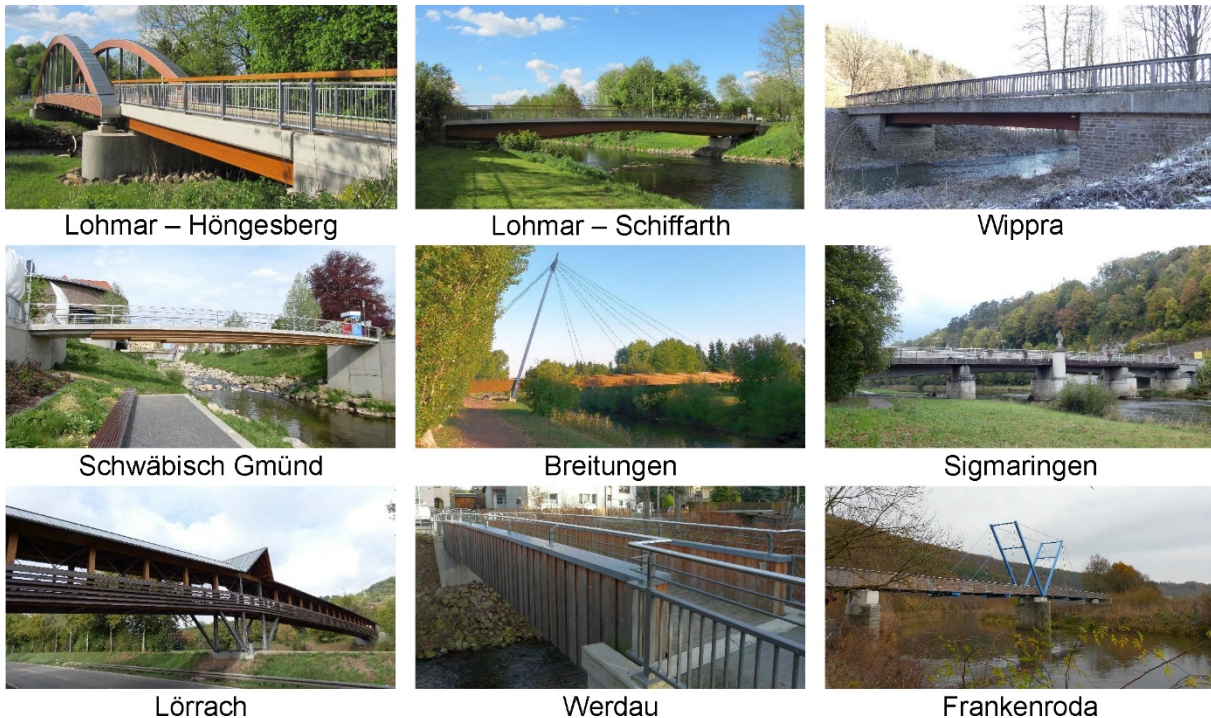 Lohmar – Höngesberg
Lohmar – Schiffarth
Wippra
Schwäbisch Gmünd
Breitungen
Sigmaringen
Lörrach
Werdau
Frankenroda